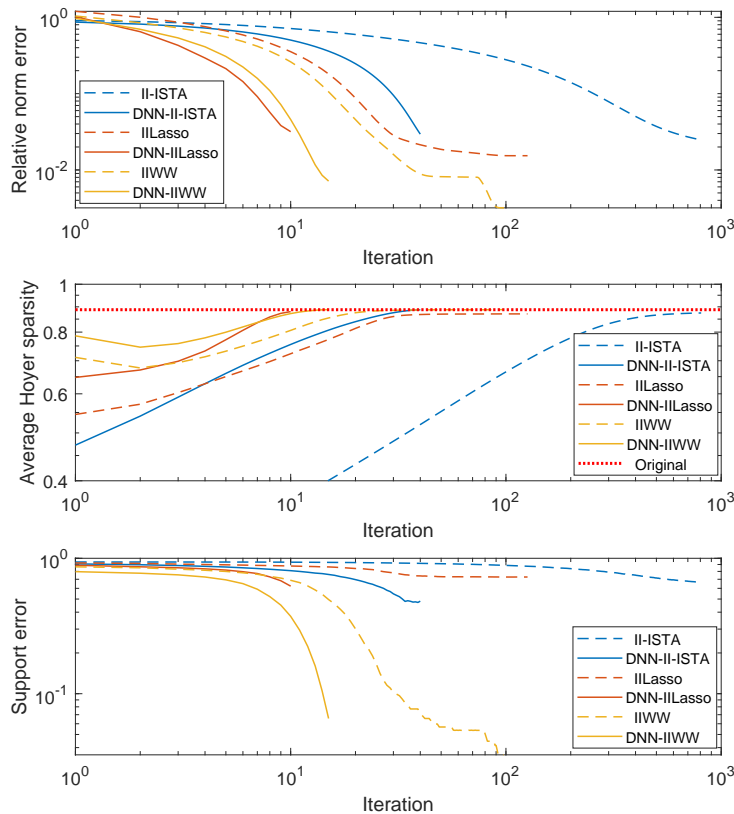 Relative norm error
10^0
10^-2
II-ISTA
DNN-II-ISTA
IILasso
DNN-IILasso
IIWW
DNN-IIWW
10^0
10^1
10^2
10^3
Iteration
Average Hoyer sparsity
1
0.8
0.6
0.4
II-ISTA
DNN-II-ISTA
IILasso
DNN-IILasso
IIWW
DNN-IIWW
Original
10^0
10^1
10^2
10^3
Iteration
Support error
10^0
10^-1
II-ISTA
DNN-II-ISTA
IILasso
DNN-IILasso
IIWW
DNN-IIWW
10^0
10^1
10^2
10^3
Iteration